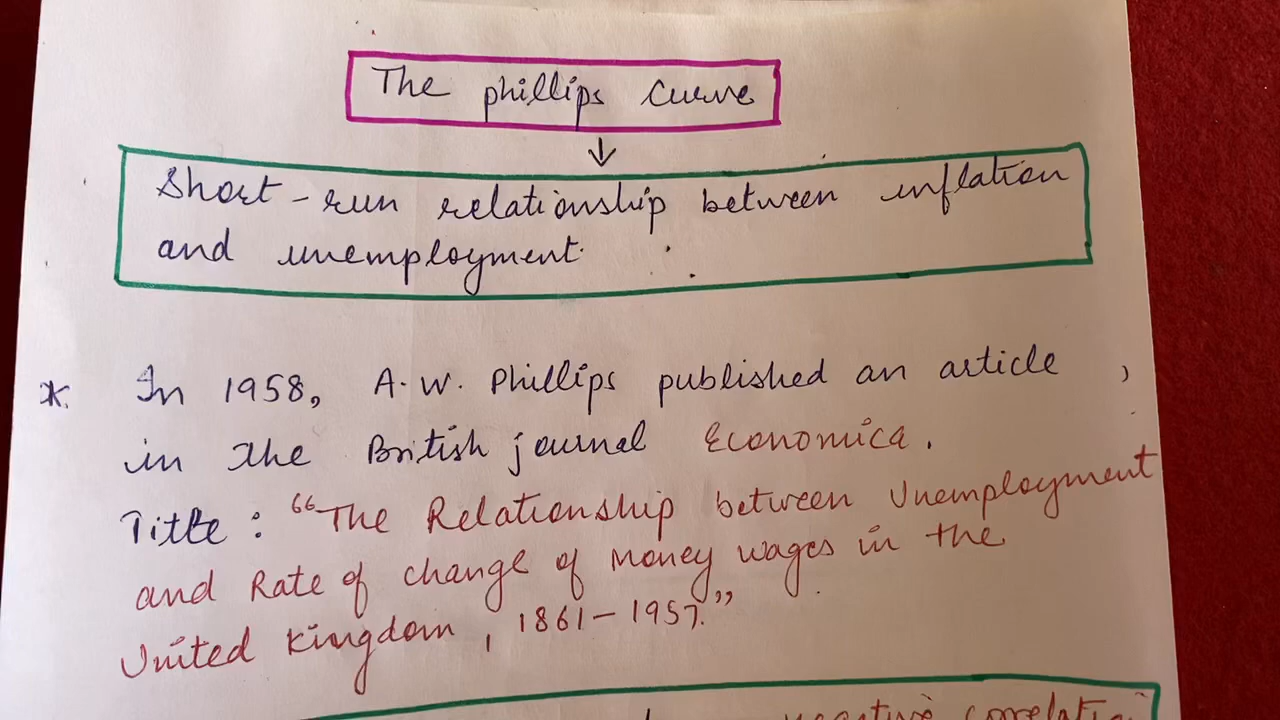 The phillips Curve
Short-run relationship between inflation
and unemployment.
In 1958, A.W. Phillips published an article,
in the British journal Economica.
Title: "The Relationship between Unemployment
and Rate of change of Money wages in the
United Kingdom, 1861-1957."
negative correlati